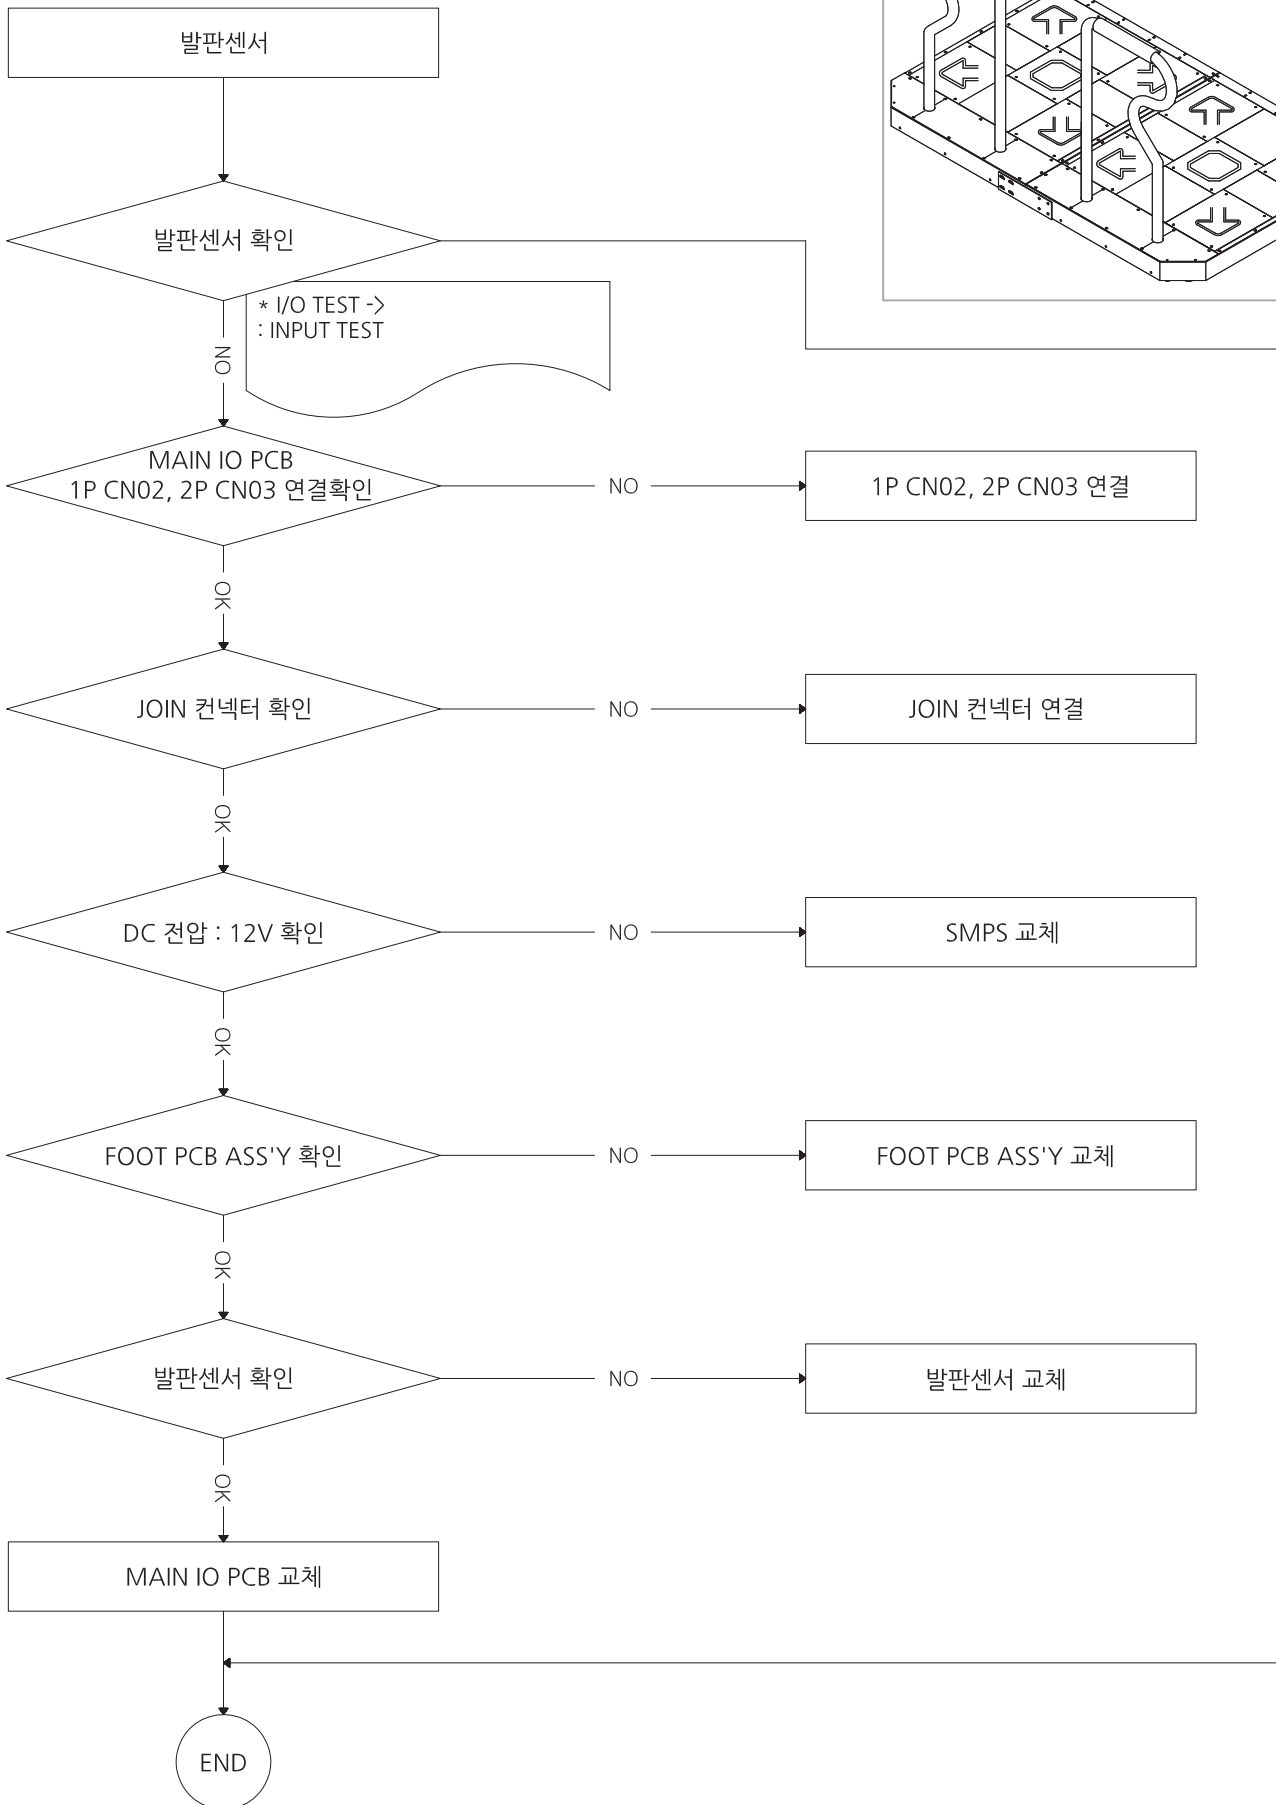 발판센서
발판센서 확인
* I/O TEST ->
: INPUT TEST
NO
MAIN IO PCB
1P CN02, 2P CN03 연결확인
NO
1P CN02, 2P CN03 연결
OK
JOIN 컨넥터 확인
NO
JOIN 컨넥터 연결
OK
DC 전압 : 12V 확인
NO
SMPS 교체
OK
FOOT PCB ASS'Y 확인
NO
FOOT PCB ASS'Y 교체
OK
발판센서 확인
NO
발판센서 교체
OK
MAIN IO PCB 교체
END